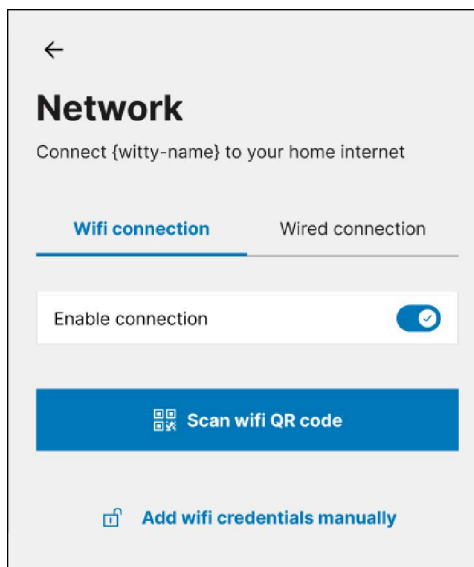 Network
Connect {witty-name} to your home internet
Wifi connection
Wired connection
Enable connection
Scan wifi QR code
Add wifi credentials manually